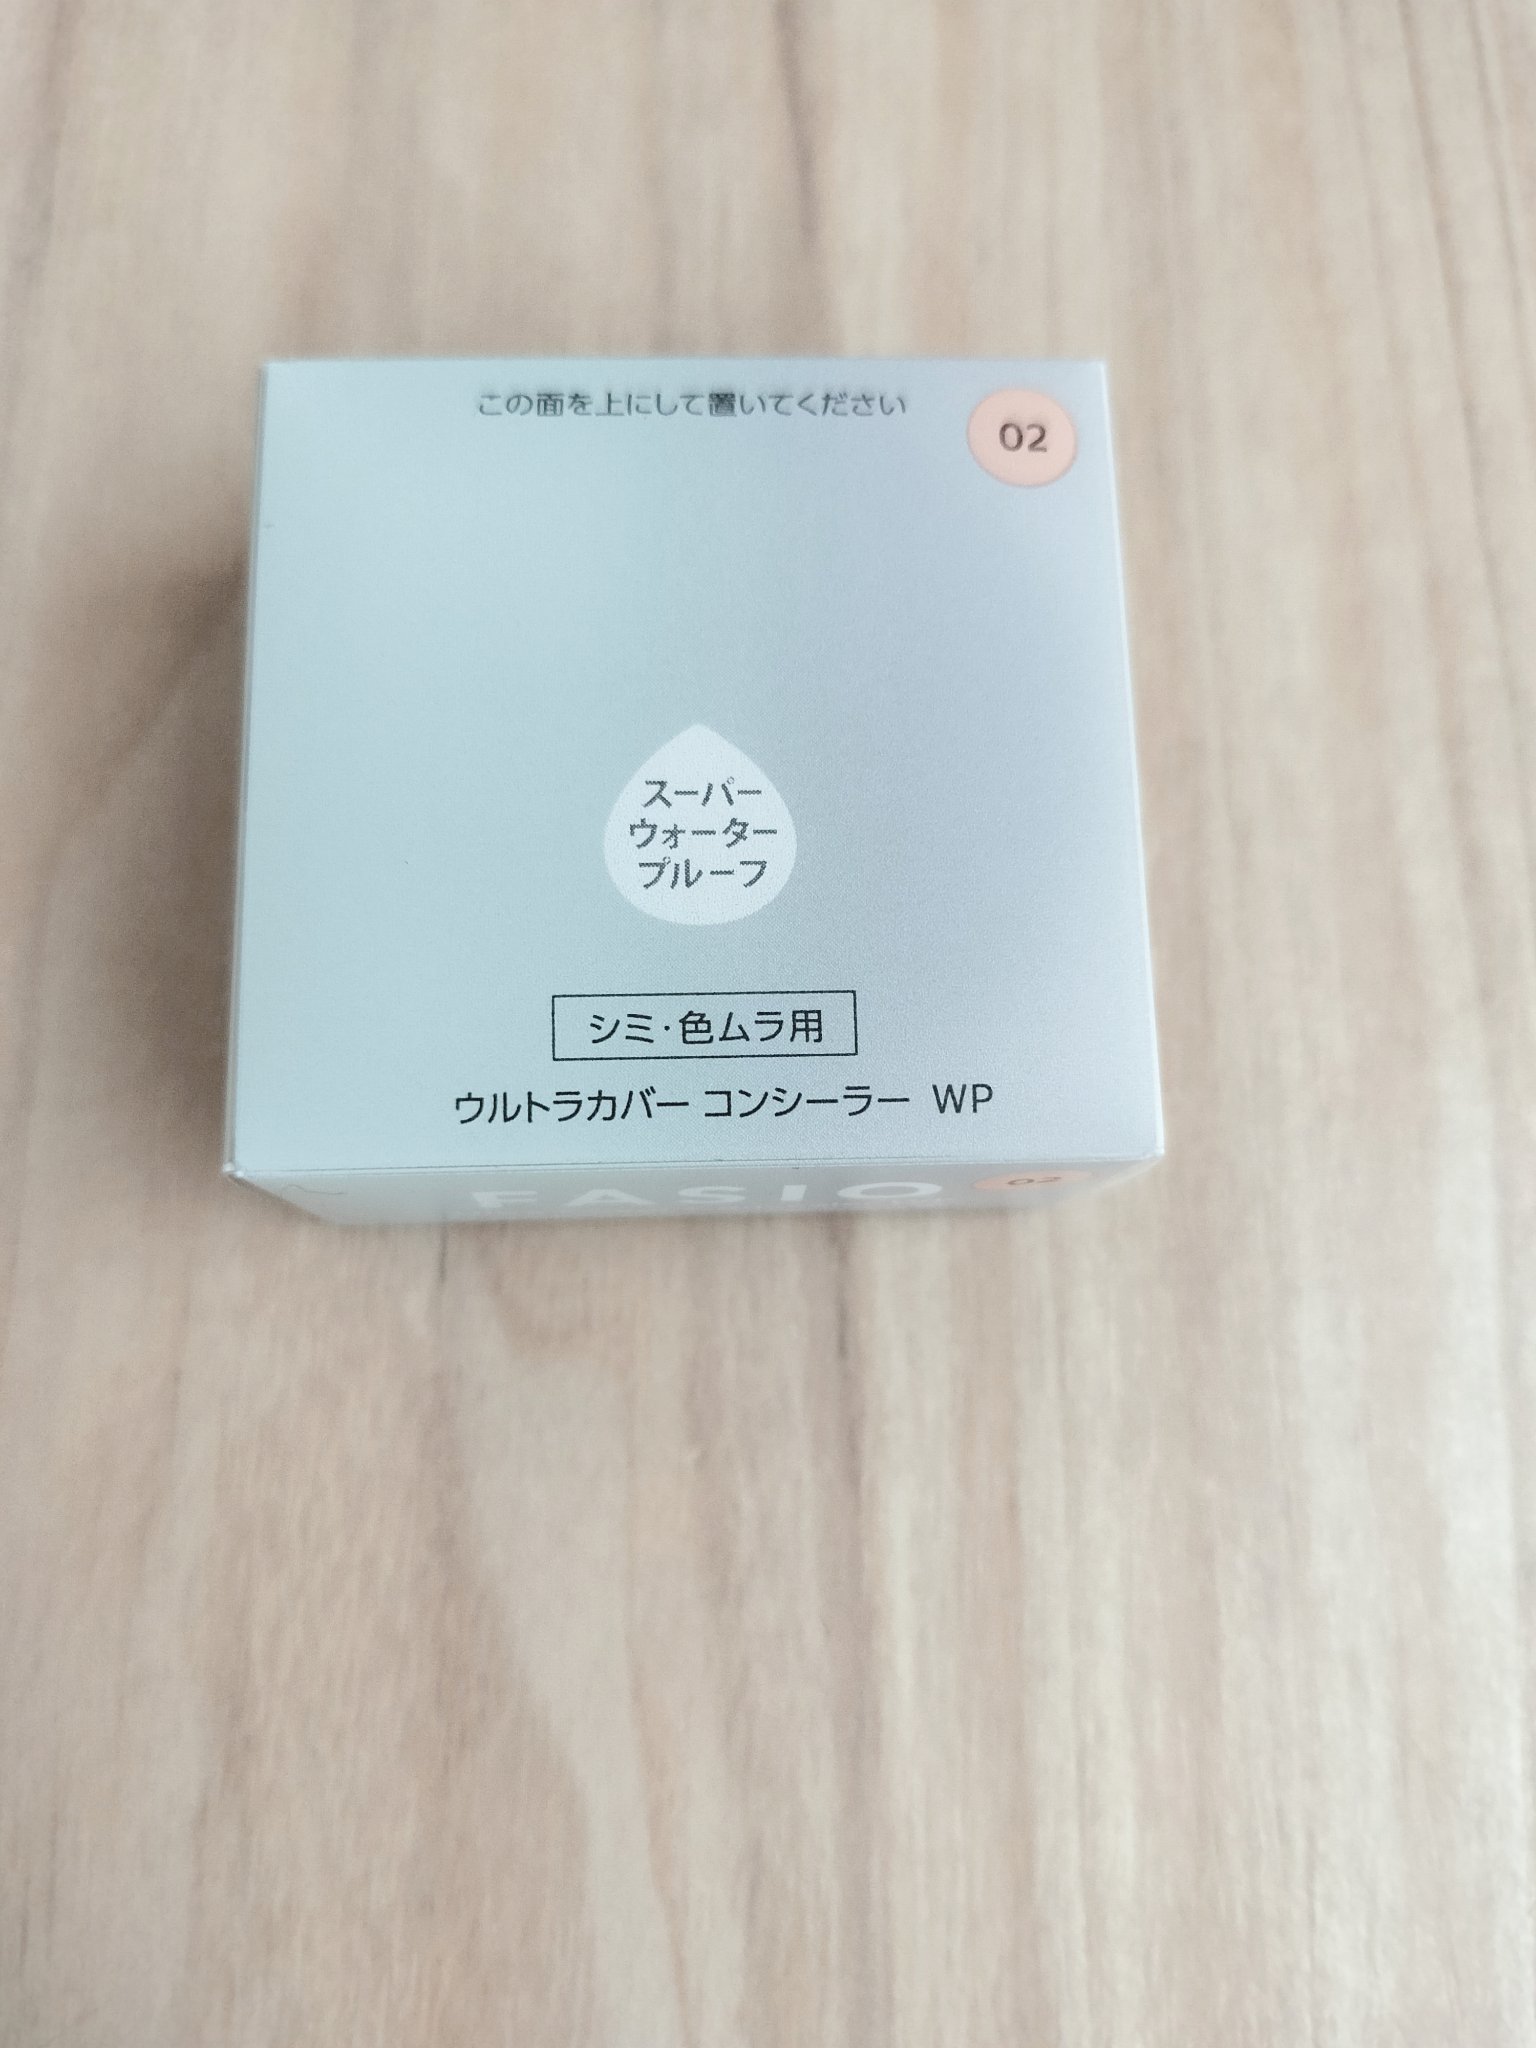 この面を上にして置いてください
02
スーパー
ウォーター
プルーフ
シミ・色ムラ用
ウルトラカバー コンシーラー WP
FASIO
02